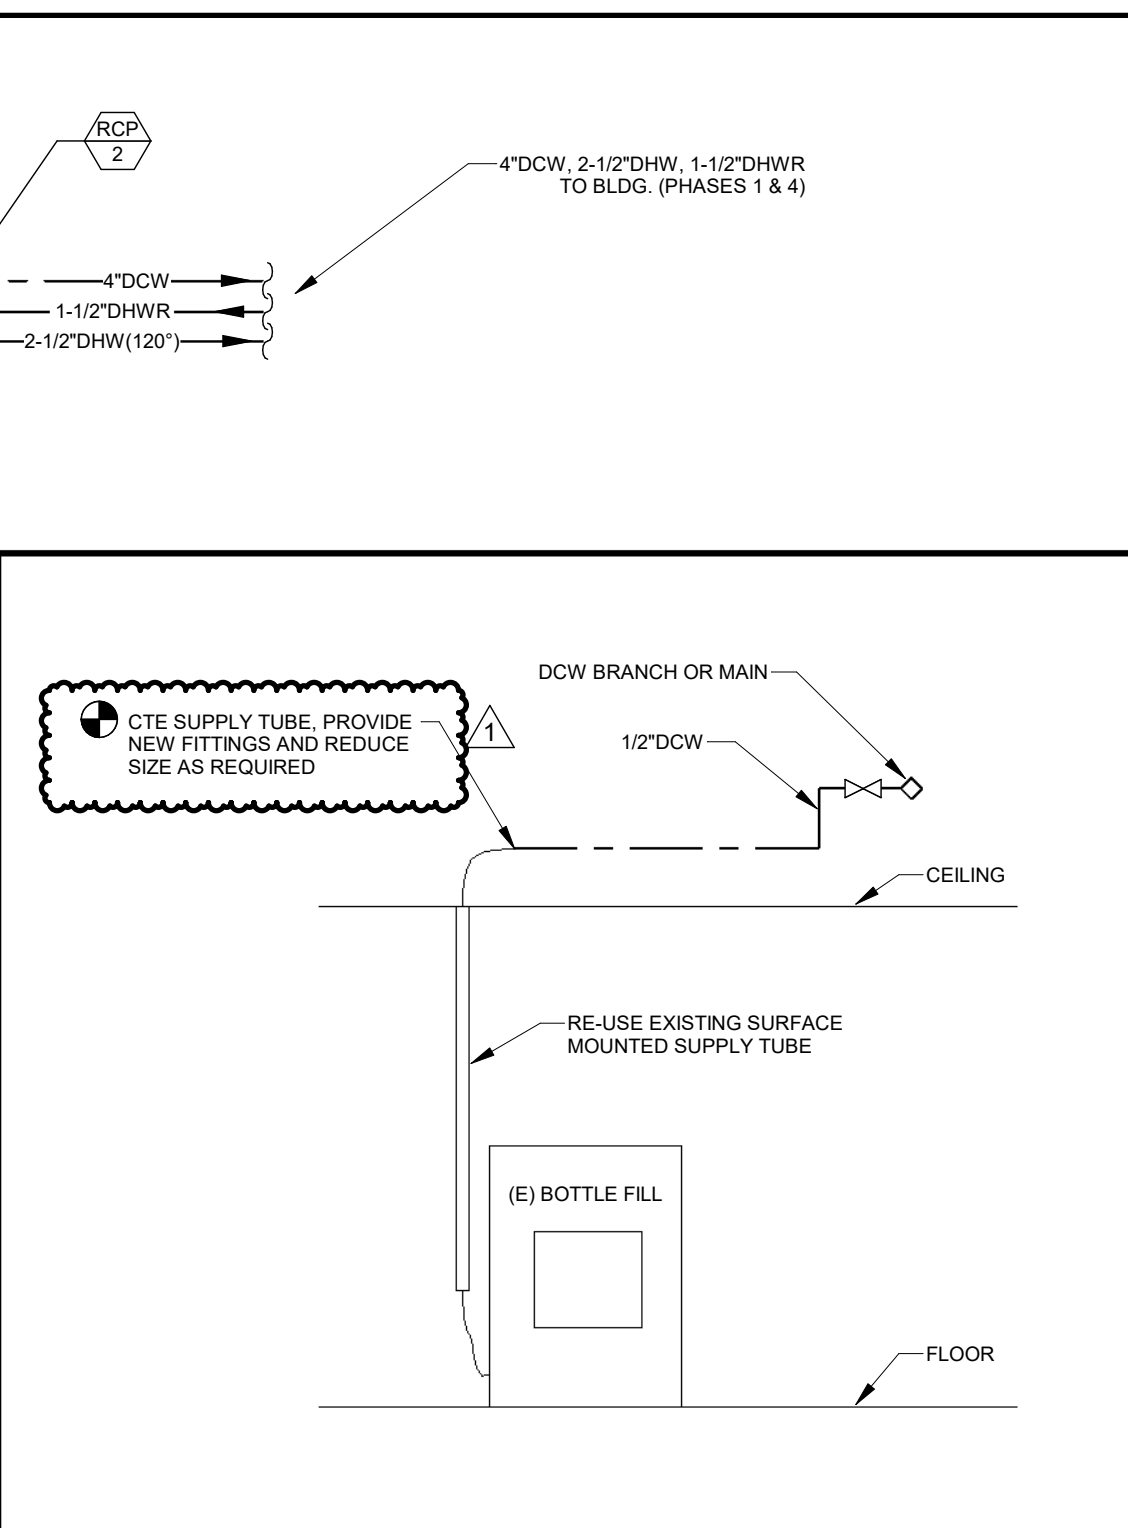 RCP
2
4"DCW, 2-1/2"DHW, 1-1/2"DHWR
TO BLDG. (PHASES 1 & 4)
4"DCW
1-1/2"DHWR
2-1/2"DHW(120°)
DCW BRANCH OR MAIN
CTE SUPPLY TUBE, PROVIDE
NEW FITTINGS AND REDUCE
SIZE AS REQUIRED
1
1/2"DCW
CEILING
RE-USE EXISTING SURFACE
MOUNTED SUPPLY TUBE
(E) BOTTLE FILL
FLOOR